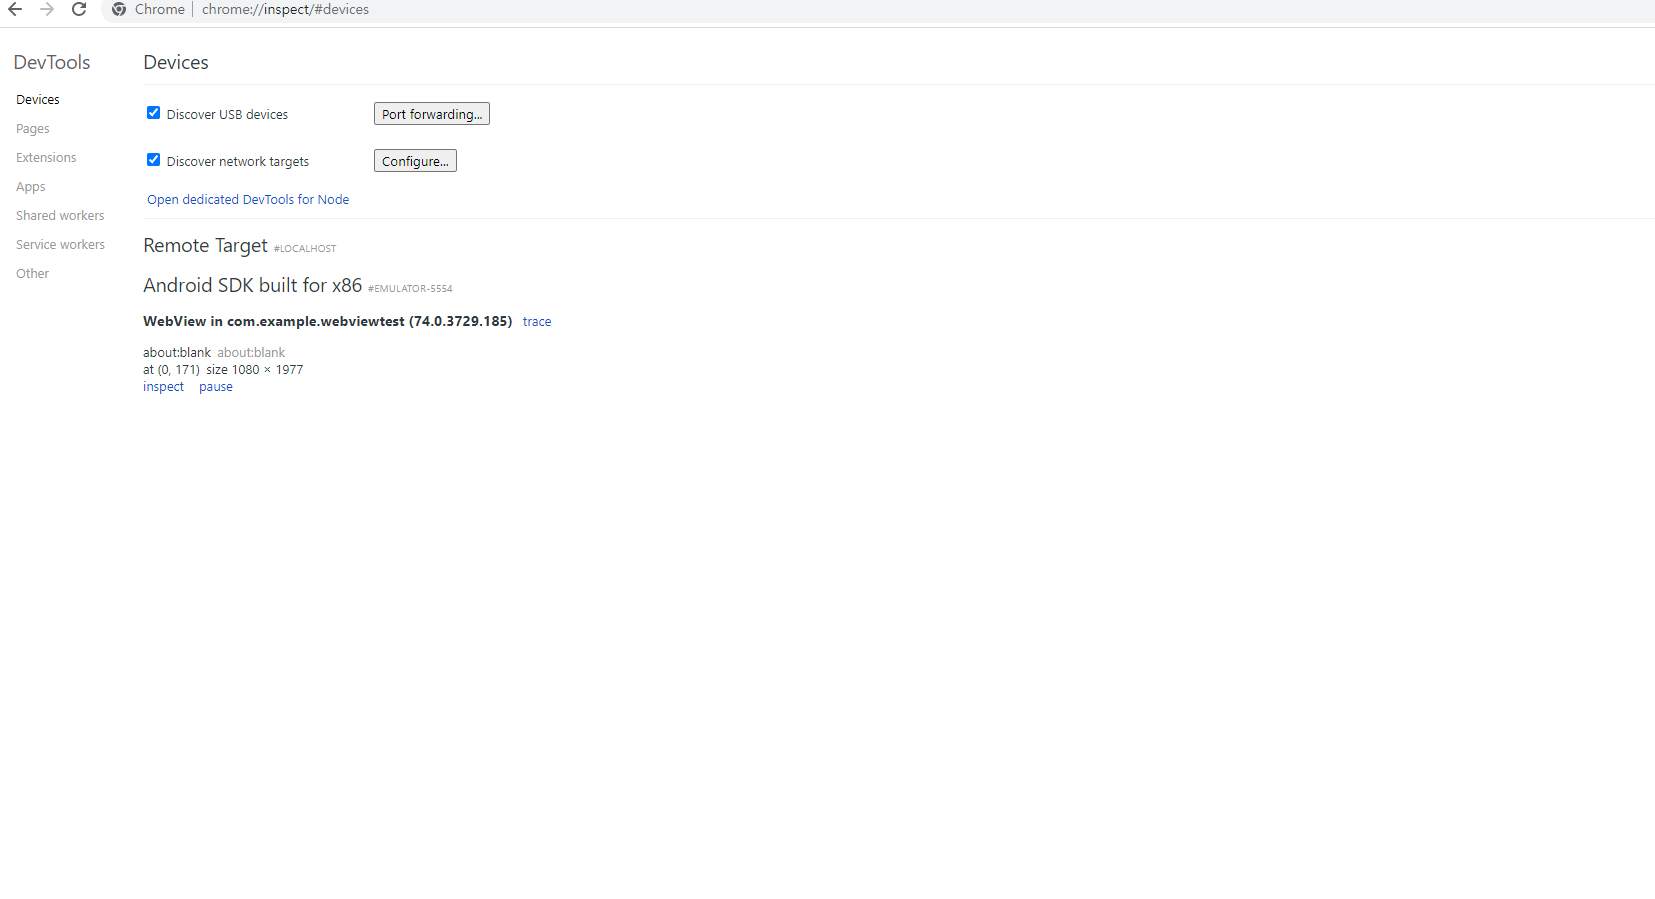 Chrome | chrome://inspect/#devices
DevTools
Devices
Pages
Extensions
Apps
Shared workers
Service workers
Other
Devices
Discover USB devices Port forwarding...
Discover network targets Configure...
Open dedicated DevTools for Node
Remote Target #LOCALHOST
Android SDK built for x86 #EMULATOR-5554
WebView in com.example.webviewtest (74.0.3729.185) trace
about:blank about:blank
at (0, 171) size 1080 × 1977
inspect pause